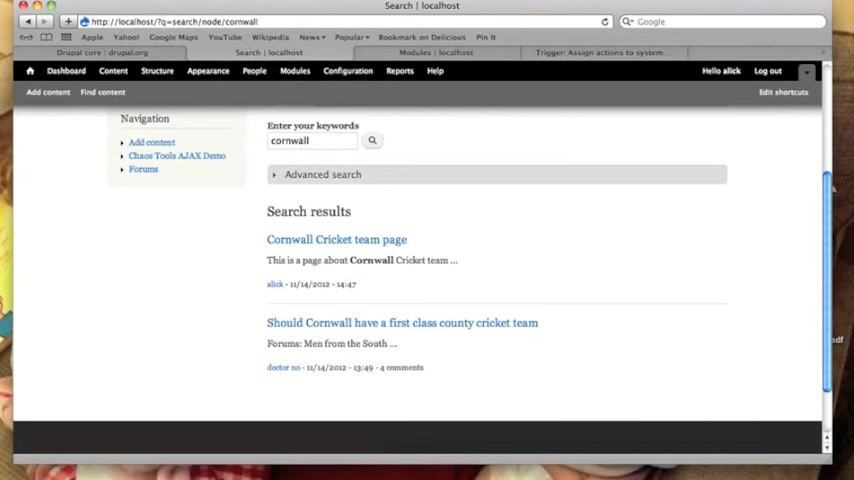 Search | localhost
http://localhost/?q=search/node/cornwall
Google
Apple Yahoo! Google Maps YouTube Wikipedia News Popular Bookmark on Delicious Pin It
Drupal core | drupal.org Search | localhost Modules | localhost Trigger: Assign actions to system...
Dashboard Content Structure Appearance People Modules Configuration Reports Help Hello alick Log out
Add content Find content Edit shortcuts
Navigation
Add content
Chaos Tools AJAX Demo
Forums
Enter your keywords
cornwall
Advanced search
Search results
Cornwall Cricket team page
This is a page about Cornwall Cricket team ...
alick - 11/14/2012 - 14:47
Should Cornwall have a first class county cricket team
Forums: Men from the South ...
doctor no - 11/14/2012 - 13:49 - 4 comments